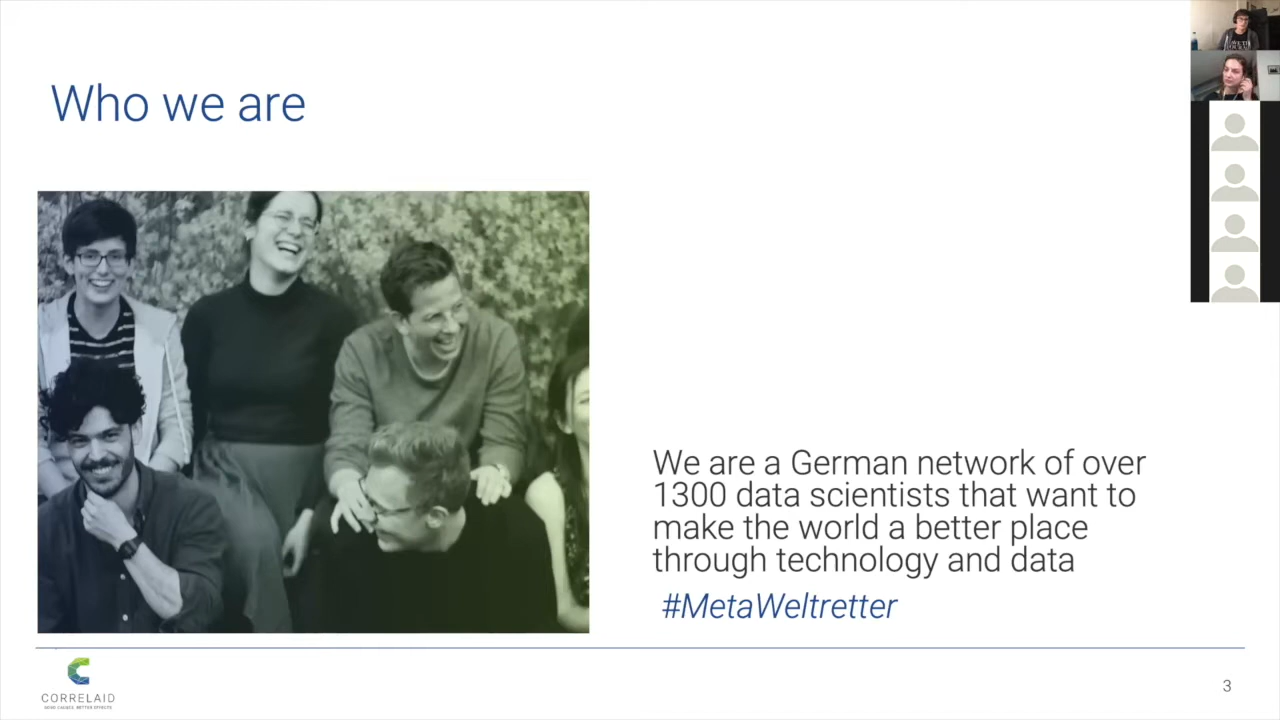 Who we are
We are a German network of over
1300 data scientists that want to
make the world a better place
through technology and data
#MetaWeltretter
CORRELAID
3